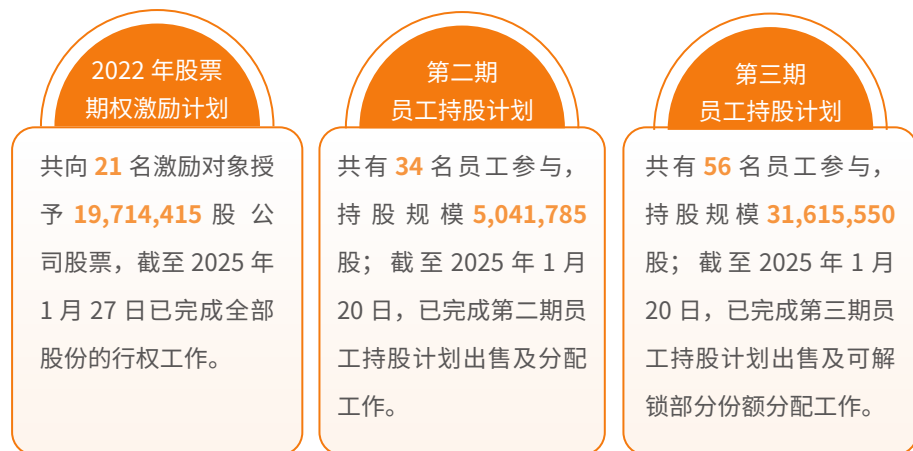 2022 年股票
期权激励计划
共向 21 名激励对象授
予 19,714,415 股 公
司股票，截至 2025 年
1 月 27 日已完成全部
股份的行权工作。
第二期
员工持股计划
共有 34 名员工参与，
持 股 规 模 5,041,785
股；截至 2025 年 1 月
20 日，已完成第二期员
工持股计划出售及分配
工作。
第三期
员工持股计划
共有 56 名员工参与，
持股规模 31,615,550
股；截至 2025 年 1 月
20 日，已完成第三期员
工持股计划出售及可解
锁部分份额分配工作。